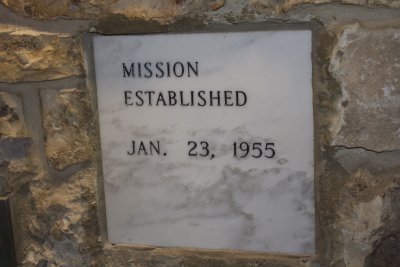 MISSION
ESTABLISHED
JAN. 23, 1955